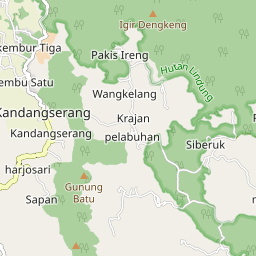 Igir Dengkeng
kembur Tiga
Pakis Ireng
Hutan Lindung
embu Satu
Wangkelang
Kandangserang
Krajan
Kandangserang
pelabuhan
Siberuk
harjosari
Gunung
Batu
Sapan